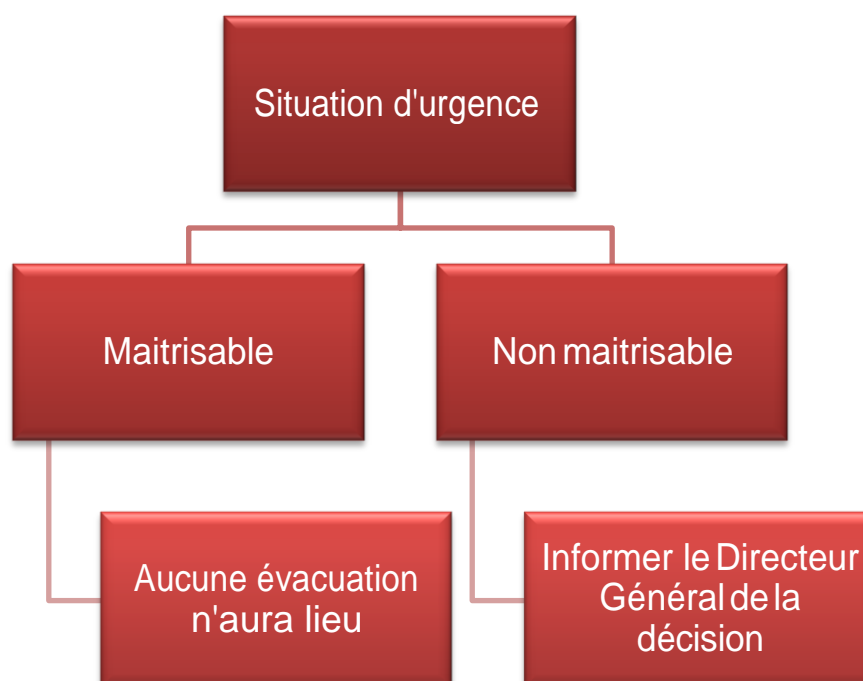 Situation d'urgence
Maitrisable
Non maitrisable
Aucune évacuation
n'aura lieu
Informer le Directeur
Général de la
décision